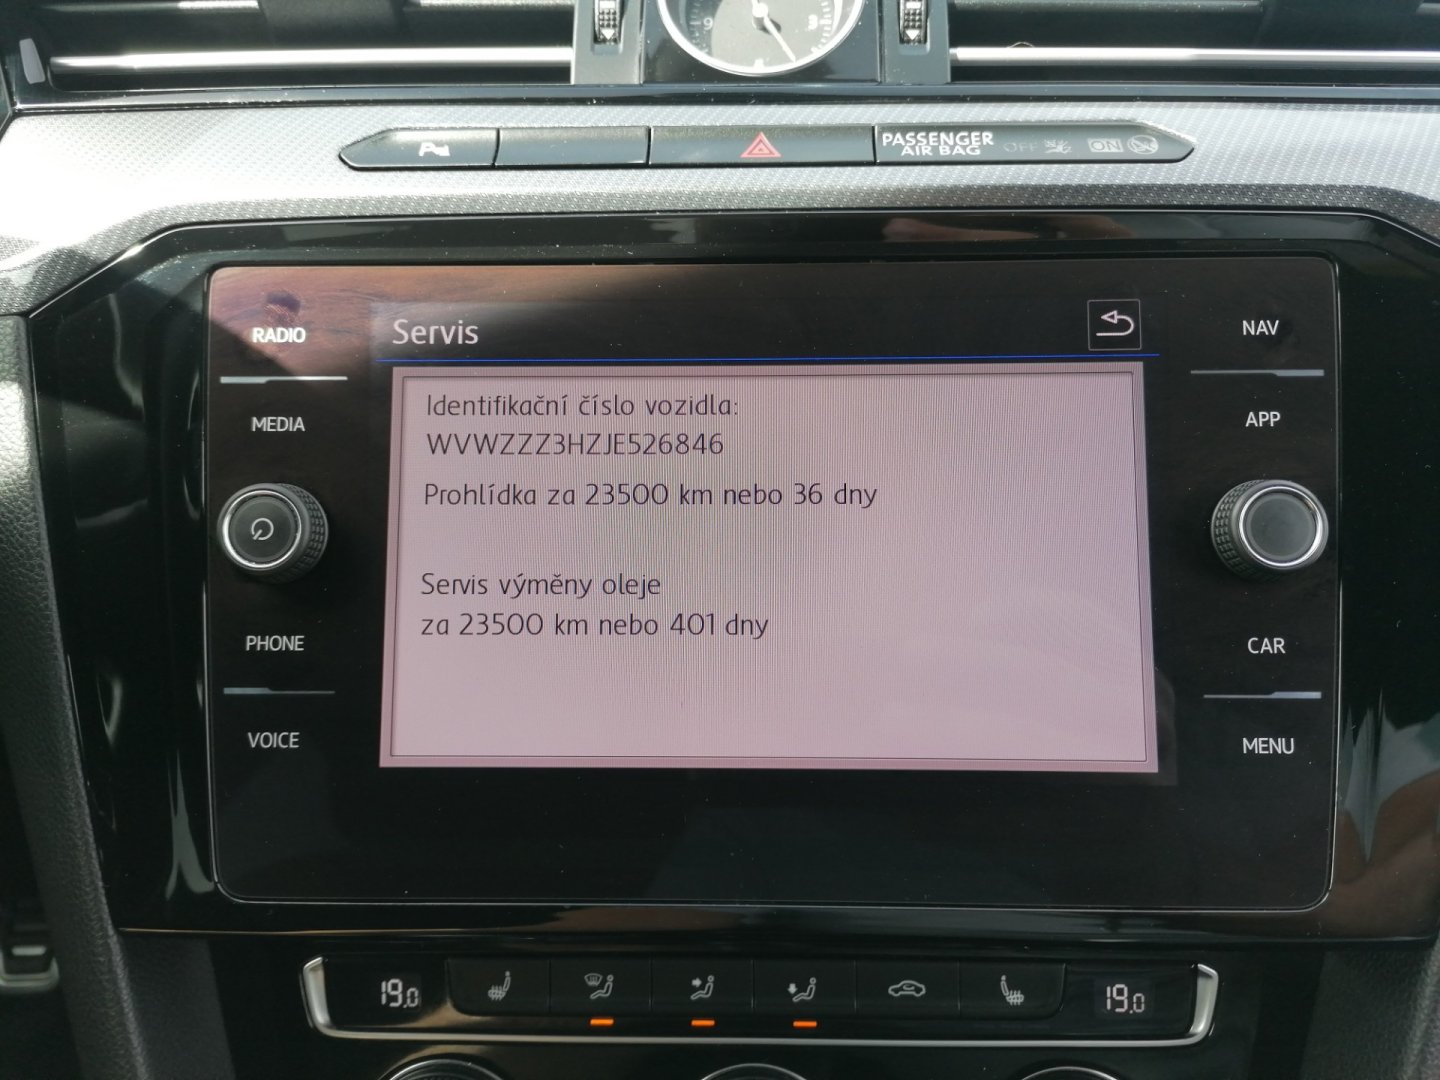 9
3
PASSENGER
AIR BAG OFF ON
RADIO
Servis
NAV
MEDIA
Identifikační číslo vozidla:
WVWZZZ3HZJE526846
APP
Prohlídka za 23500 km nebo 36 dny
Servis výměny oleje
za 23500 km nebo 401 dny
PHONE
CAR
VOICE
MENU
19.0
19.0